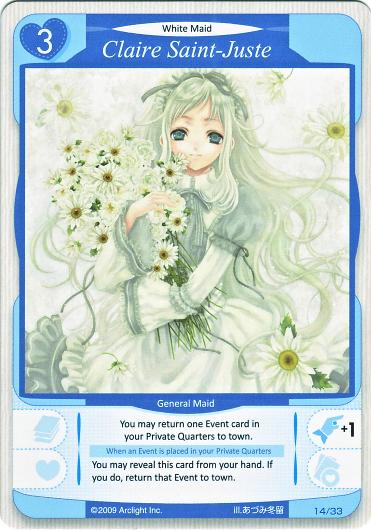 3
White Maid
Claire Saint-Juste
General Maid
You may return one Event card in
your Private Quarters to town.
When an Event is placed in your Private Quarters
You may reveal this card from your hand. If
you do, return that Event to town.
+1
©2009 Arclight Inc.
ill.あづみ冬留
14/33